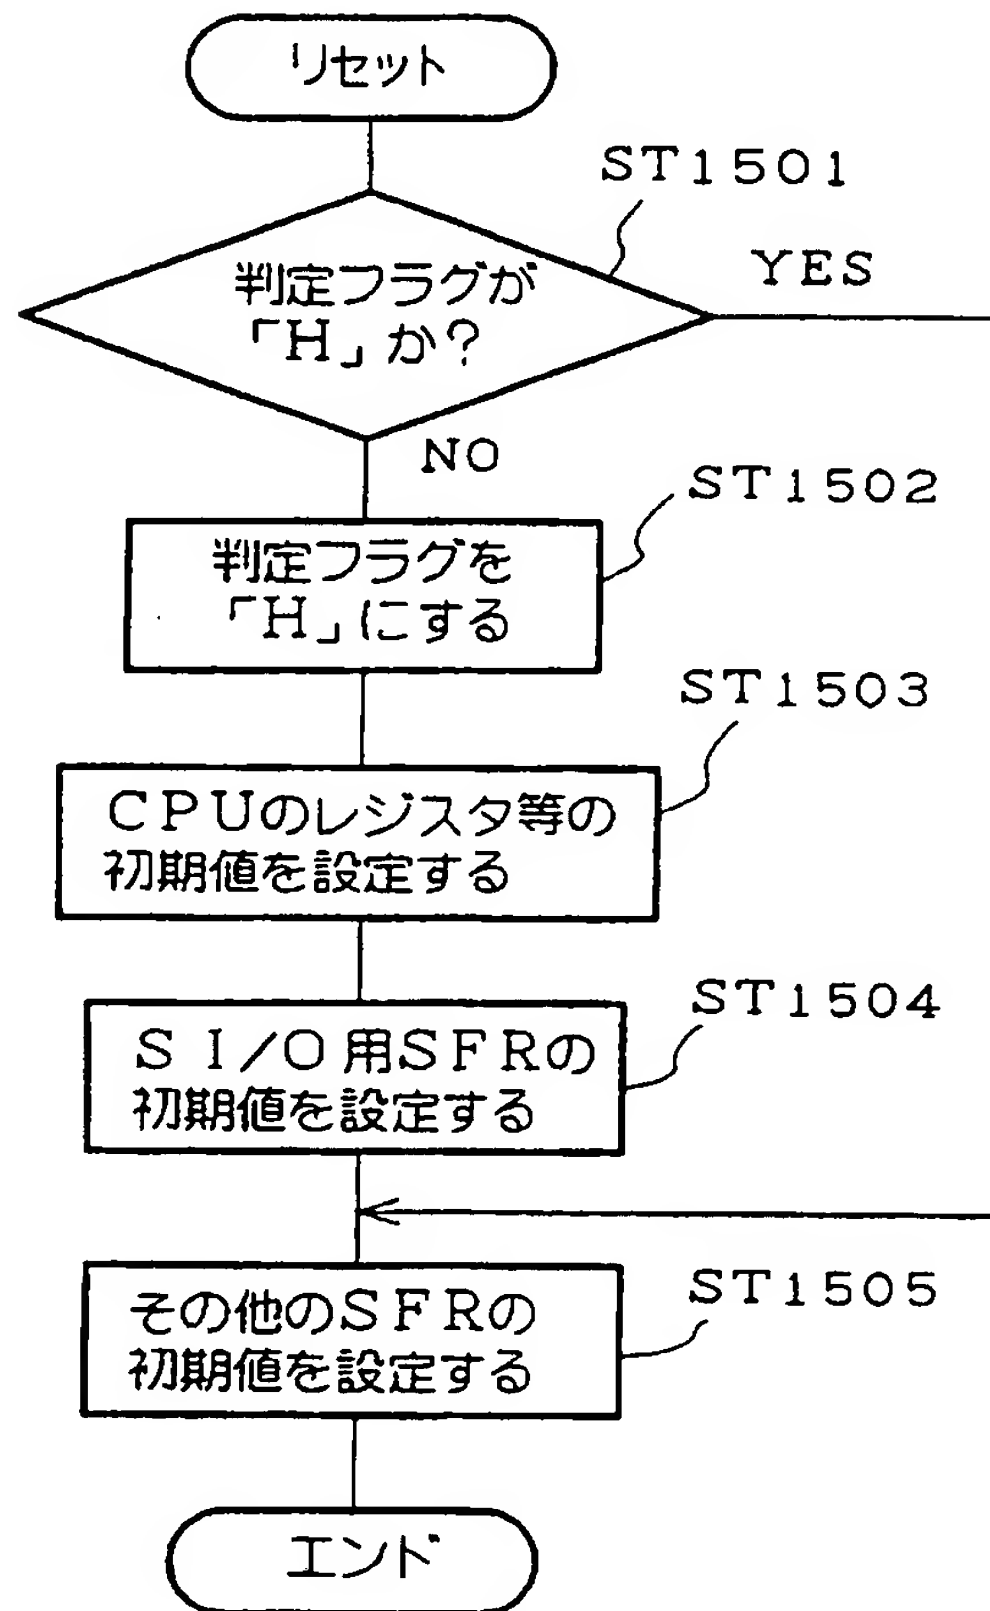 リセット
ST1501
判定フラグが
「H」か?
YES
NO
ST1502
判定フラグを
「H」にする
ST1503
CPUのレジスタ等の
初期値を設定する
ST1504
SI/O用SFRの
初期値を設定する
ST1505
その他のSFRの
初期値を設定する
エンド